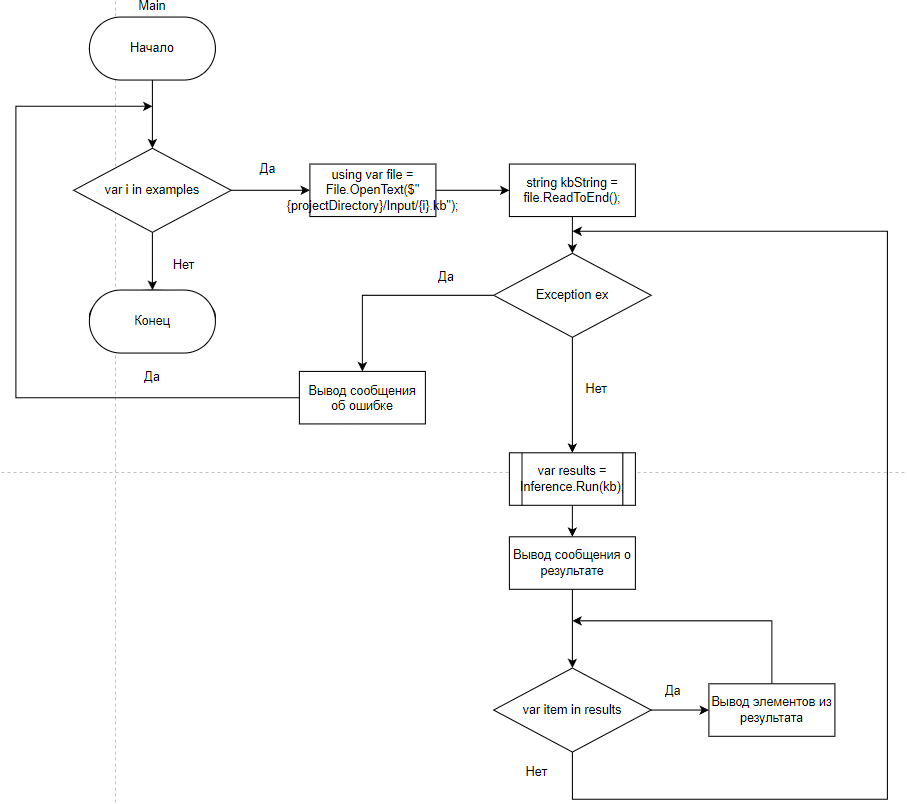 Main
Начало
var i in examples
Да
using var file =
File.OpenText($"
{projectDirectory}/Input/{i}.kb");
string kbString =
file.ReadToEnd();
Нет
Конец
Да
Exception ex
Да
Вывод сообщения
об ошибке
Нет
var results =
Inference.Run(kb);
Вывод сообщения о
результате
var item in results
Да
Вывод элементов из
результата
Нет